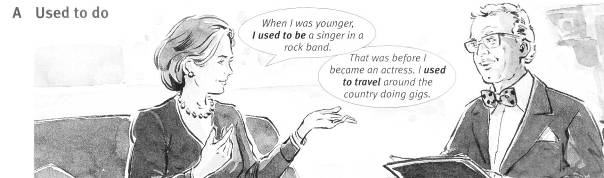 A Used to do
When I was younger,
I used to be a singer in a
rock band.
That was before I
became an actress. I used
to travel around the
country doing gigs.